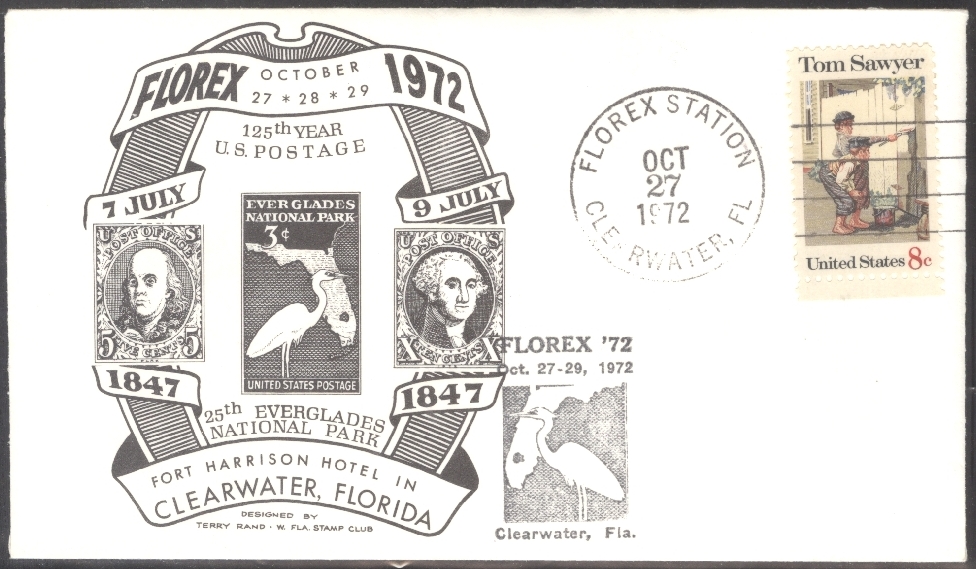 FLOREX OCTOBER 1972
27 * 28 * 29
125th YEAR
U.S. POSTAGE
7 JULY
9 JULY
U S
POST OFFICE
5 5
FIVE CENTS
1847
EVERGLADES
NATIONAL PARK
3¢
UNITED STATES POSTAGE
U S
POST OFFICE
X X
TEN CENTS
1847
25th EVERGLADES
NATIONAL PARK
FORT HARRISON HOTEL IN
CLEARWATER, FLORIDA
DESIGNED BY
TERRY RAND · W. FLA. STAMP CLUB
FLOREX STATION
OCT
27
1972
CLE RWATER, FL
Tom Sawyer
United States 8c
FLOREX '72
Oct. 27-29, 1972
Clearwater, Fla.